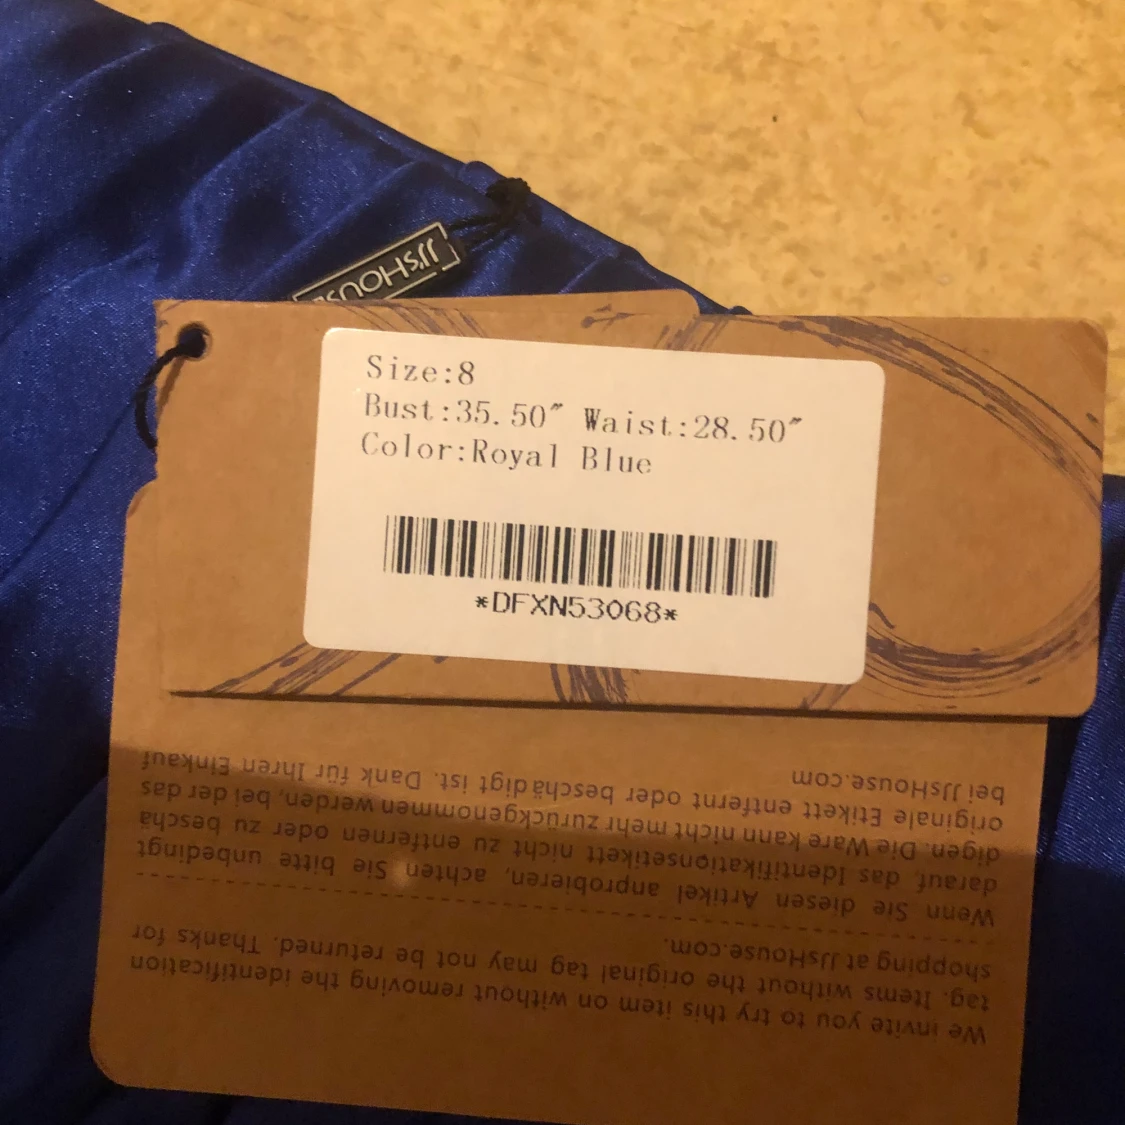 JJ'sHOUSE
Size:8
Bust:35.50" Waist:28.50"
Color:Royal Blue
*DFXN53068*
We invite you to try this item on without removing the identification
tag. Items without the original tag may not be returned. Thanks for
shopping at JJsHouse.com.
Wenn Sie diesen Artikel anprobieren, achten Sie bitte unbedingt
darauf, das Identifikationsetikett nicht zu entfernen oder zu beschä
digen. Die Ware kann nicht mehr zurückgenommen werden, bei der das
originale Etikett entfernt oder beschädigt ist. Dank für Ihren Einkauf
bei JJsHouse.com